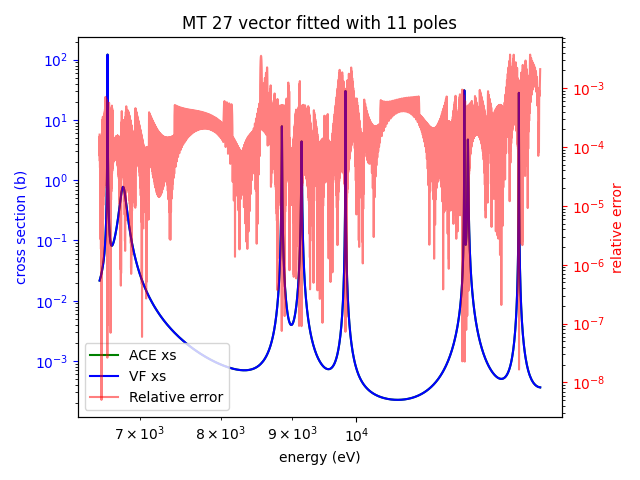 MT 27 vector fitted with 11 poles
cross section (b)
10²
10¹
10⁰
10⁻¹
10⁻²
10⁻³
10⁻³
10⁻⁴
10⁻⁵
10⁻⁶
10⁻⁷
10⁻⁸
relative error
ACE xs
VF xs
Relative error
7 × 10³ 8 × 10³ 9 × 10³ 10⁴
energy (eV)